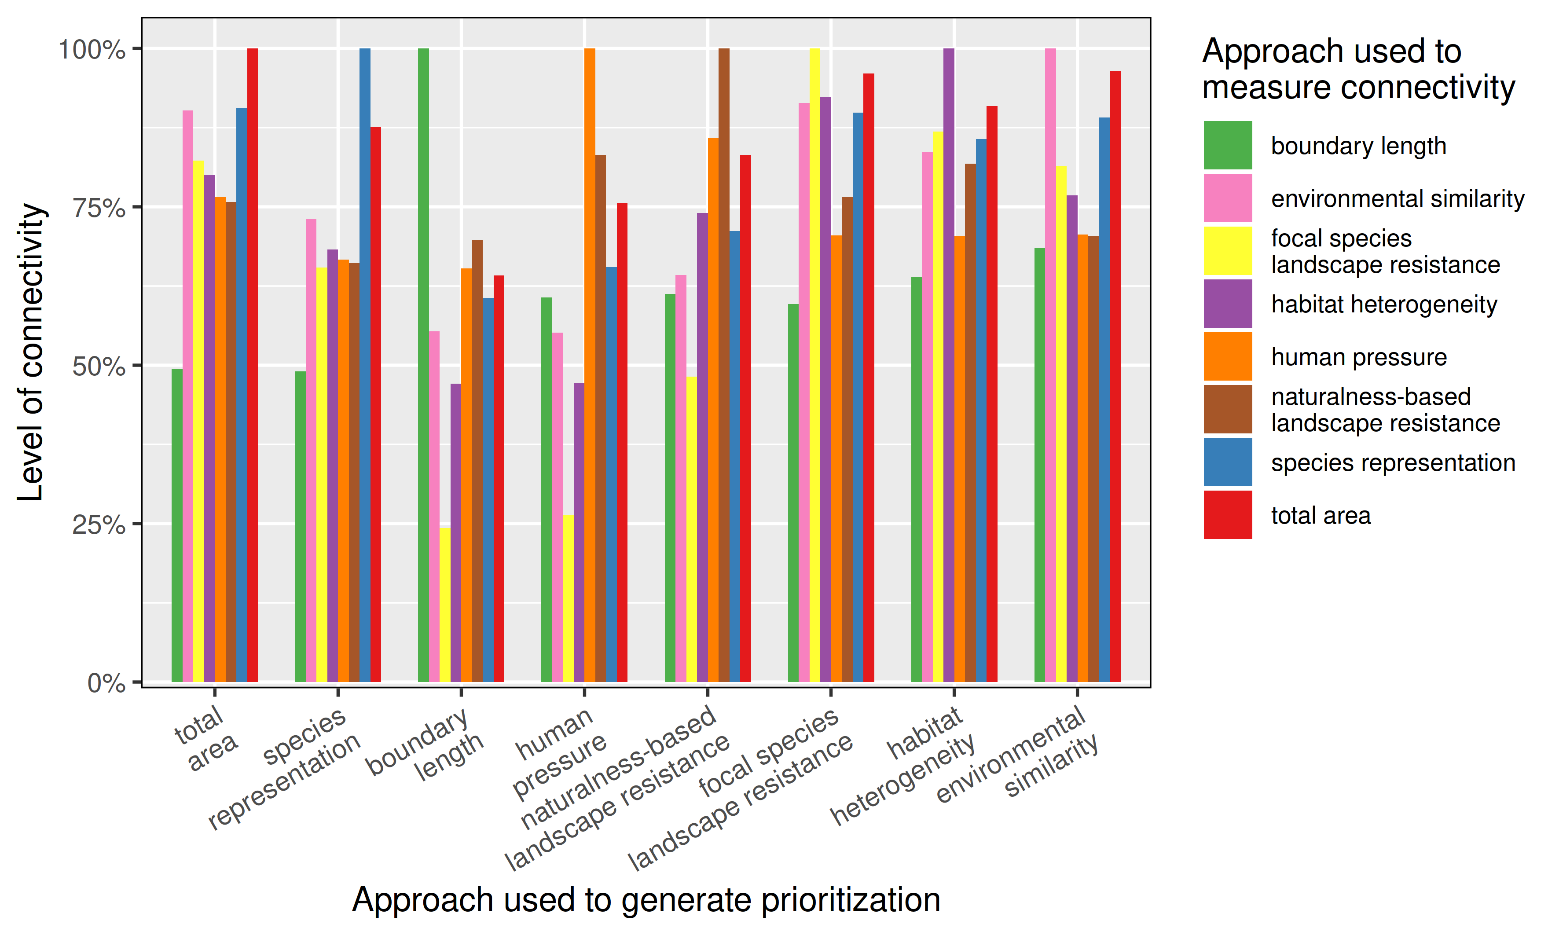 100%
75%
50%
25%
0%
Level of connectivity
total
area
species
representation
boundary
length
human
pressure
naturalness-based
landscape resistance
focal species
landscape resistance
habitat
heterogeneity
environmental
similarity
Approach used to generate prioritization
Approach used to
measure connectivity
boundary length
environmental similarity
focal species
landscape resistance
habitat heterogeneity
human pressure
naturalness-based
landscape resistance
species representation
total area